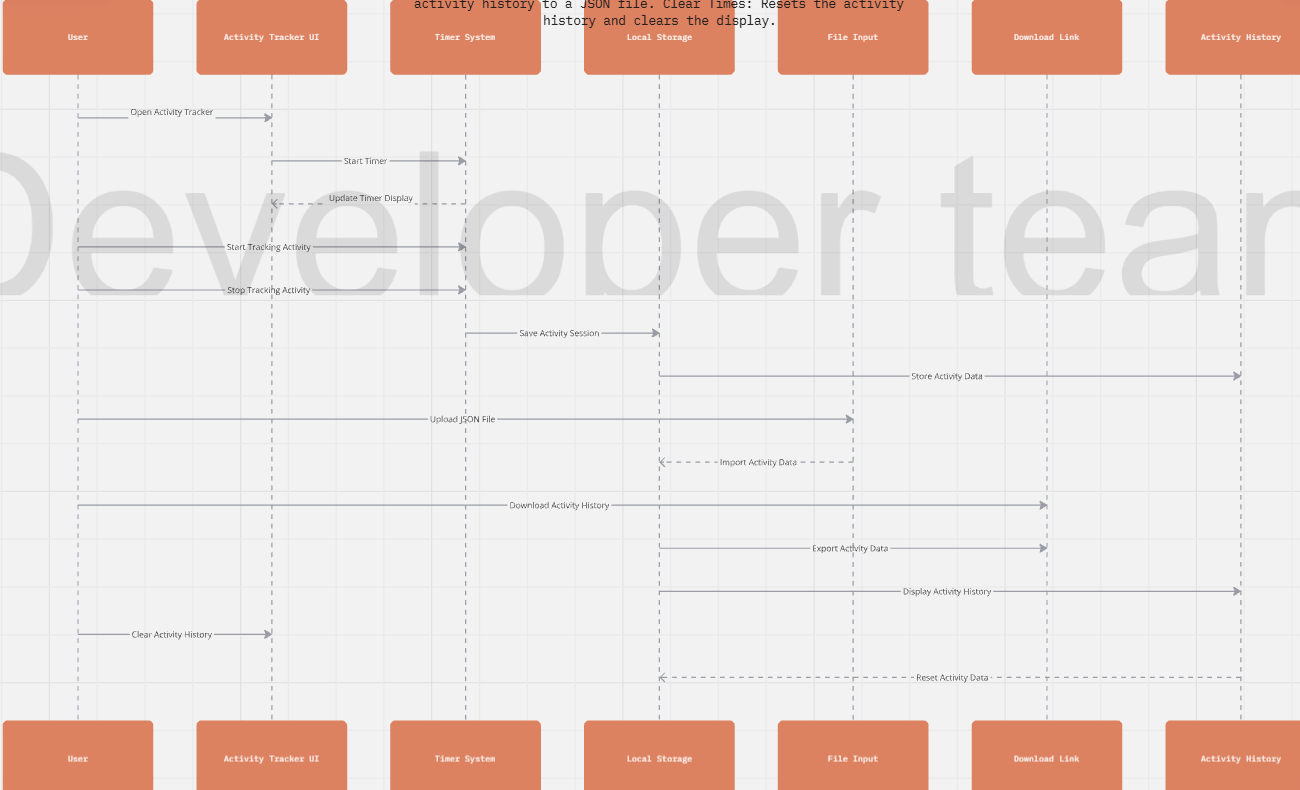 activity history to a JSON file. Clear Times: Resets the activity
history and clears the display.
User
Activity Tracker UI
Timer System
Local Storage
File Input
Download Link
Activity History
Open Activity Tracker
Start Timer
Developer tear
Update Timer Display
Start Tracking Activity
Stop Tracking Activity
Save Activity Session
Store Activity Data
Upload JSON File
Import Activity Data
Download Activity History
Export Activity Data
Display Activity History
Clear Activity History
Reset Activity Data
User
Activity Tracker UI
Timer System
Local Storage
File Input
Download Link
Activity History